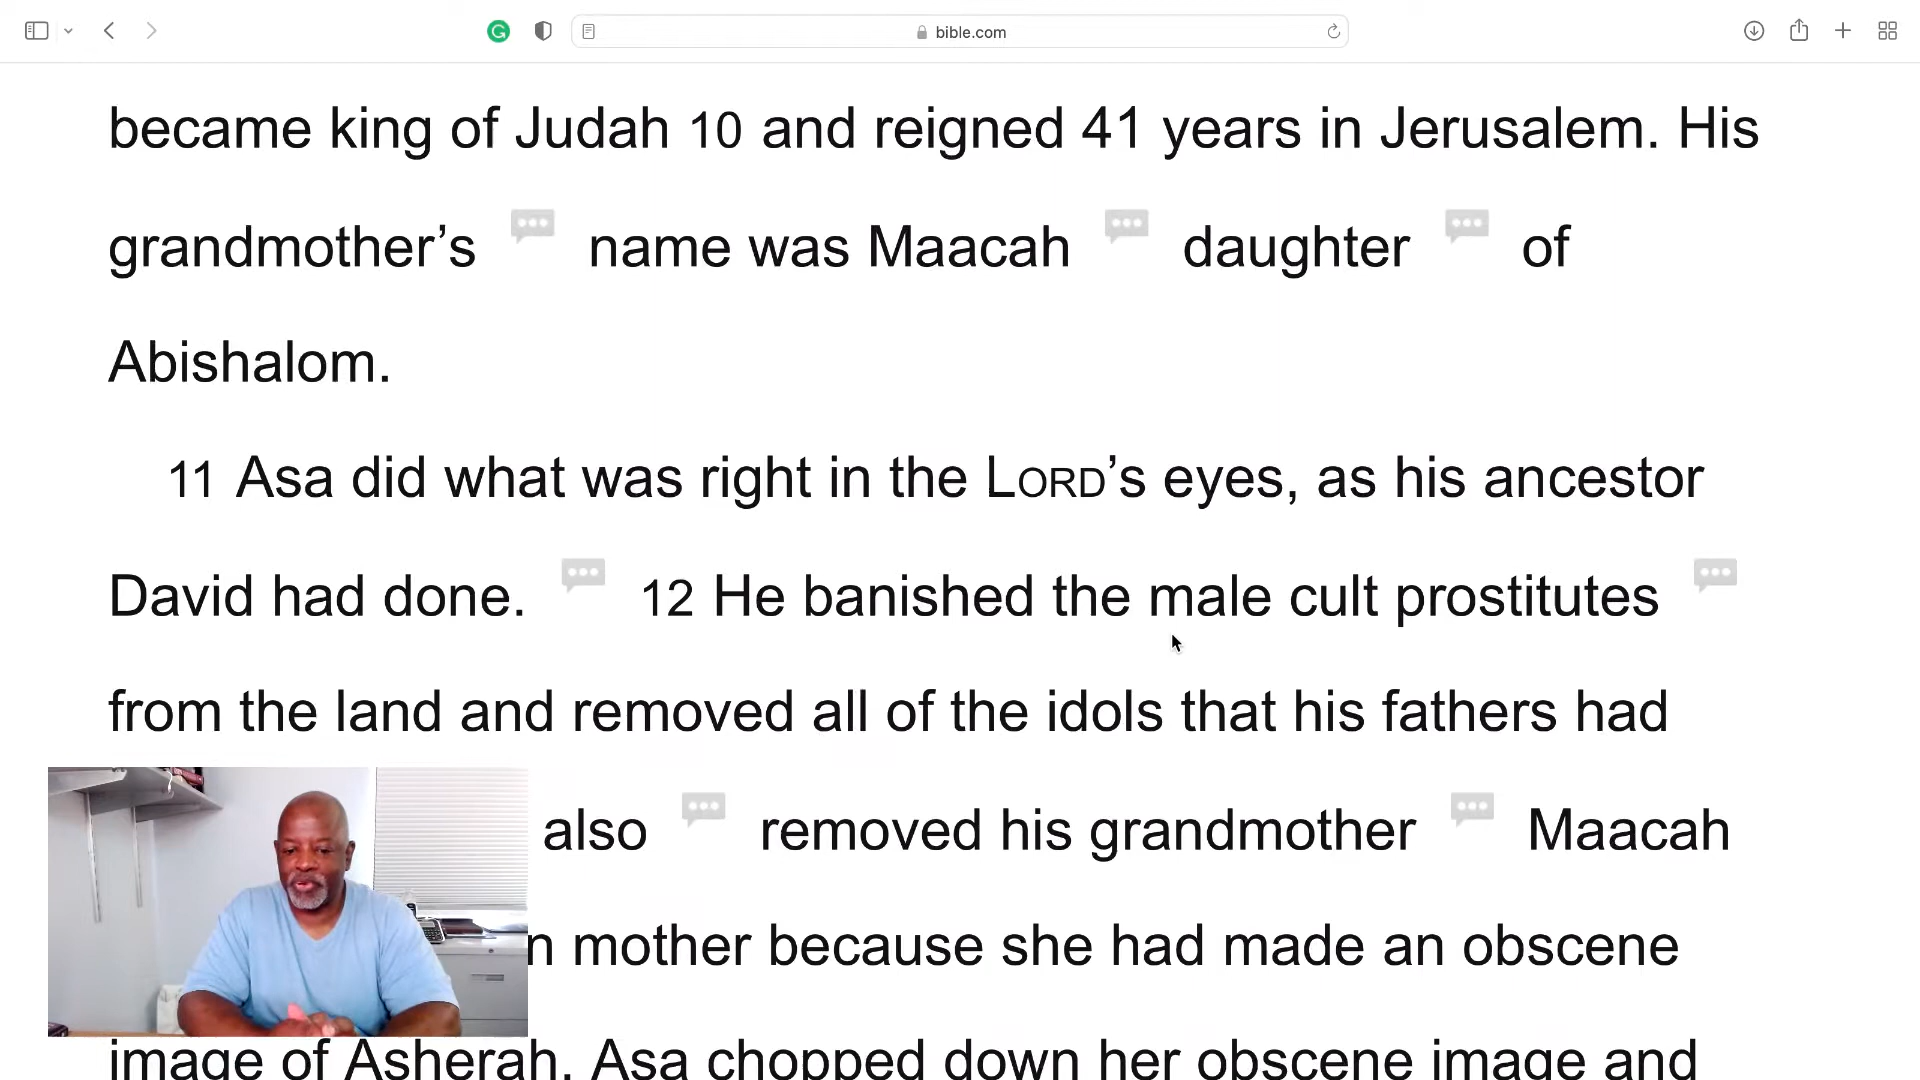 bible.com
became king of Judah 10 and reigned 41 years in Jerusalem. His
grandmother’s name was Maacah daughter of
Abishalom.
11 Asa did what was right in the LORD’s eyes, as his ancestor
David had done. 12 He banished the male cult prostitutes
from the land and removed all of the idols that his fathers had
also removed his grandmother Maacah
n mother because she had made an obscene
image of Asherah. Asa chopped down her obscene image and